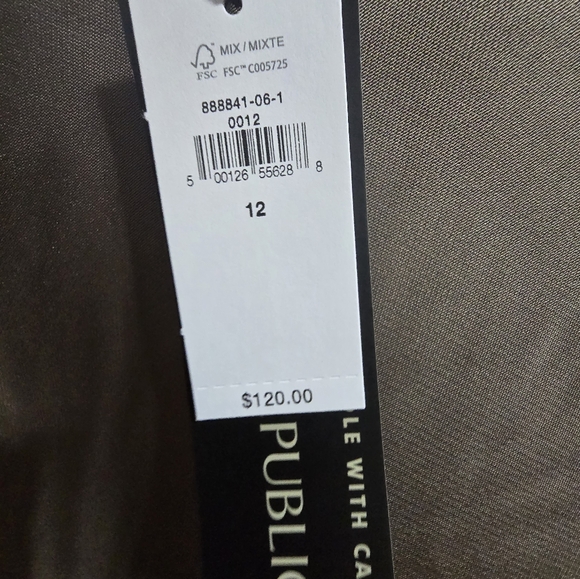 MIX / MIXTE
FSC FSC™ C005725
888841-06-1
0012
5 00126 55628 8
12
$120.00
PUBLIC
LE WITH CA